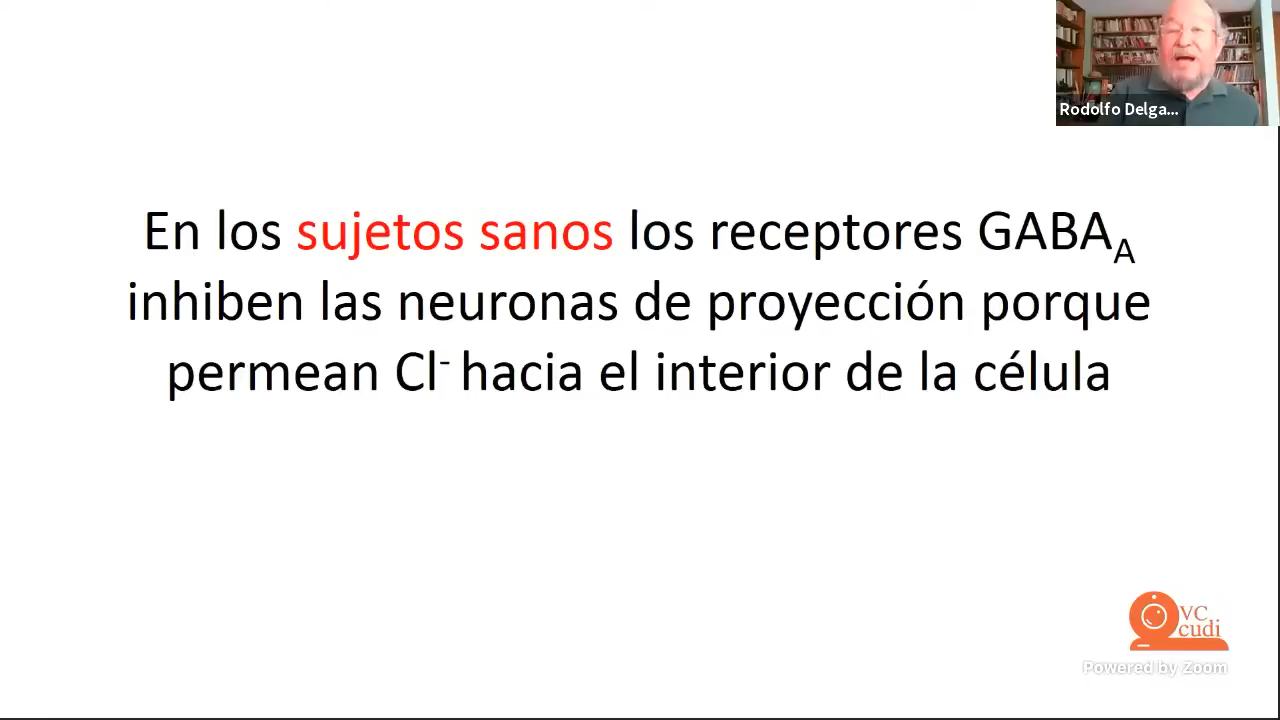 Rodolfo Delga...
En los sujetos sanos los receptores GABA_A
inhiben las neuronas de proyección porque
permean Cl⁻ hacia el interior de la célula
VC
cudi
Powered by Zoom